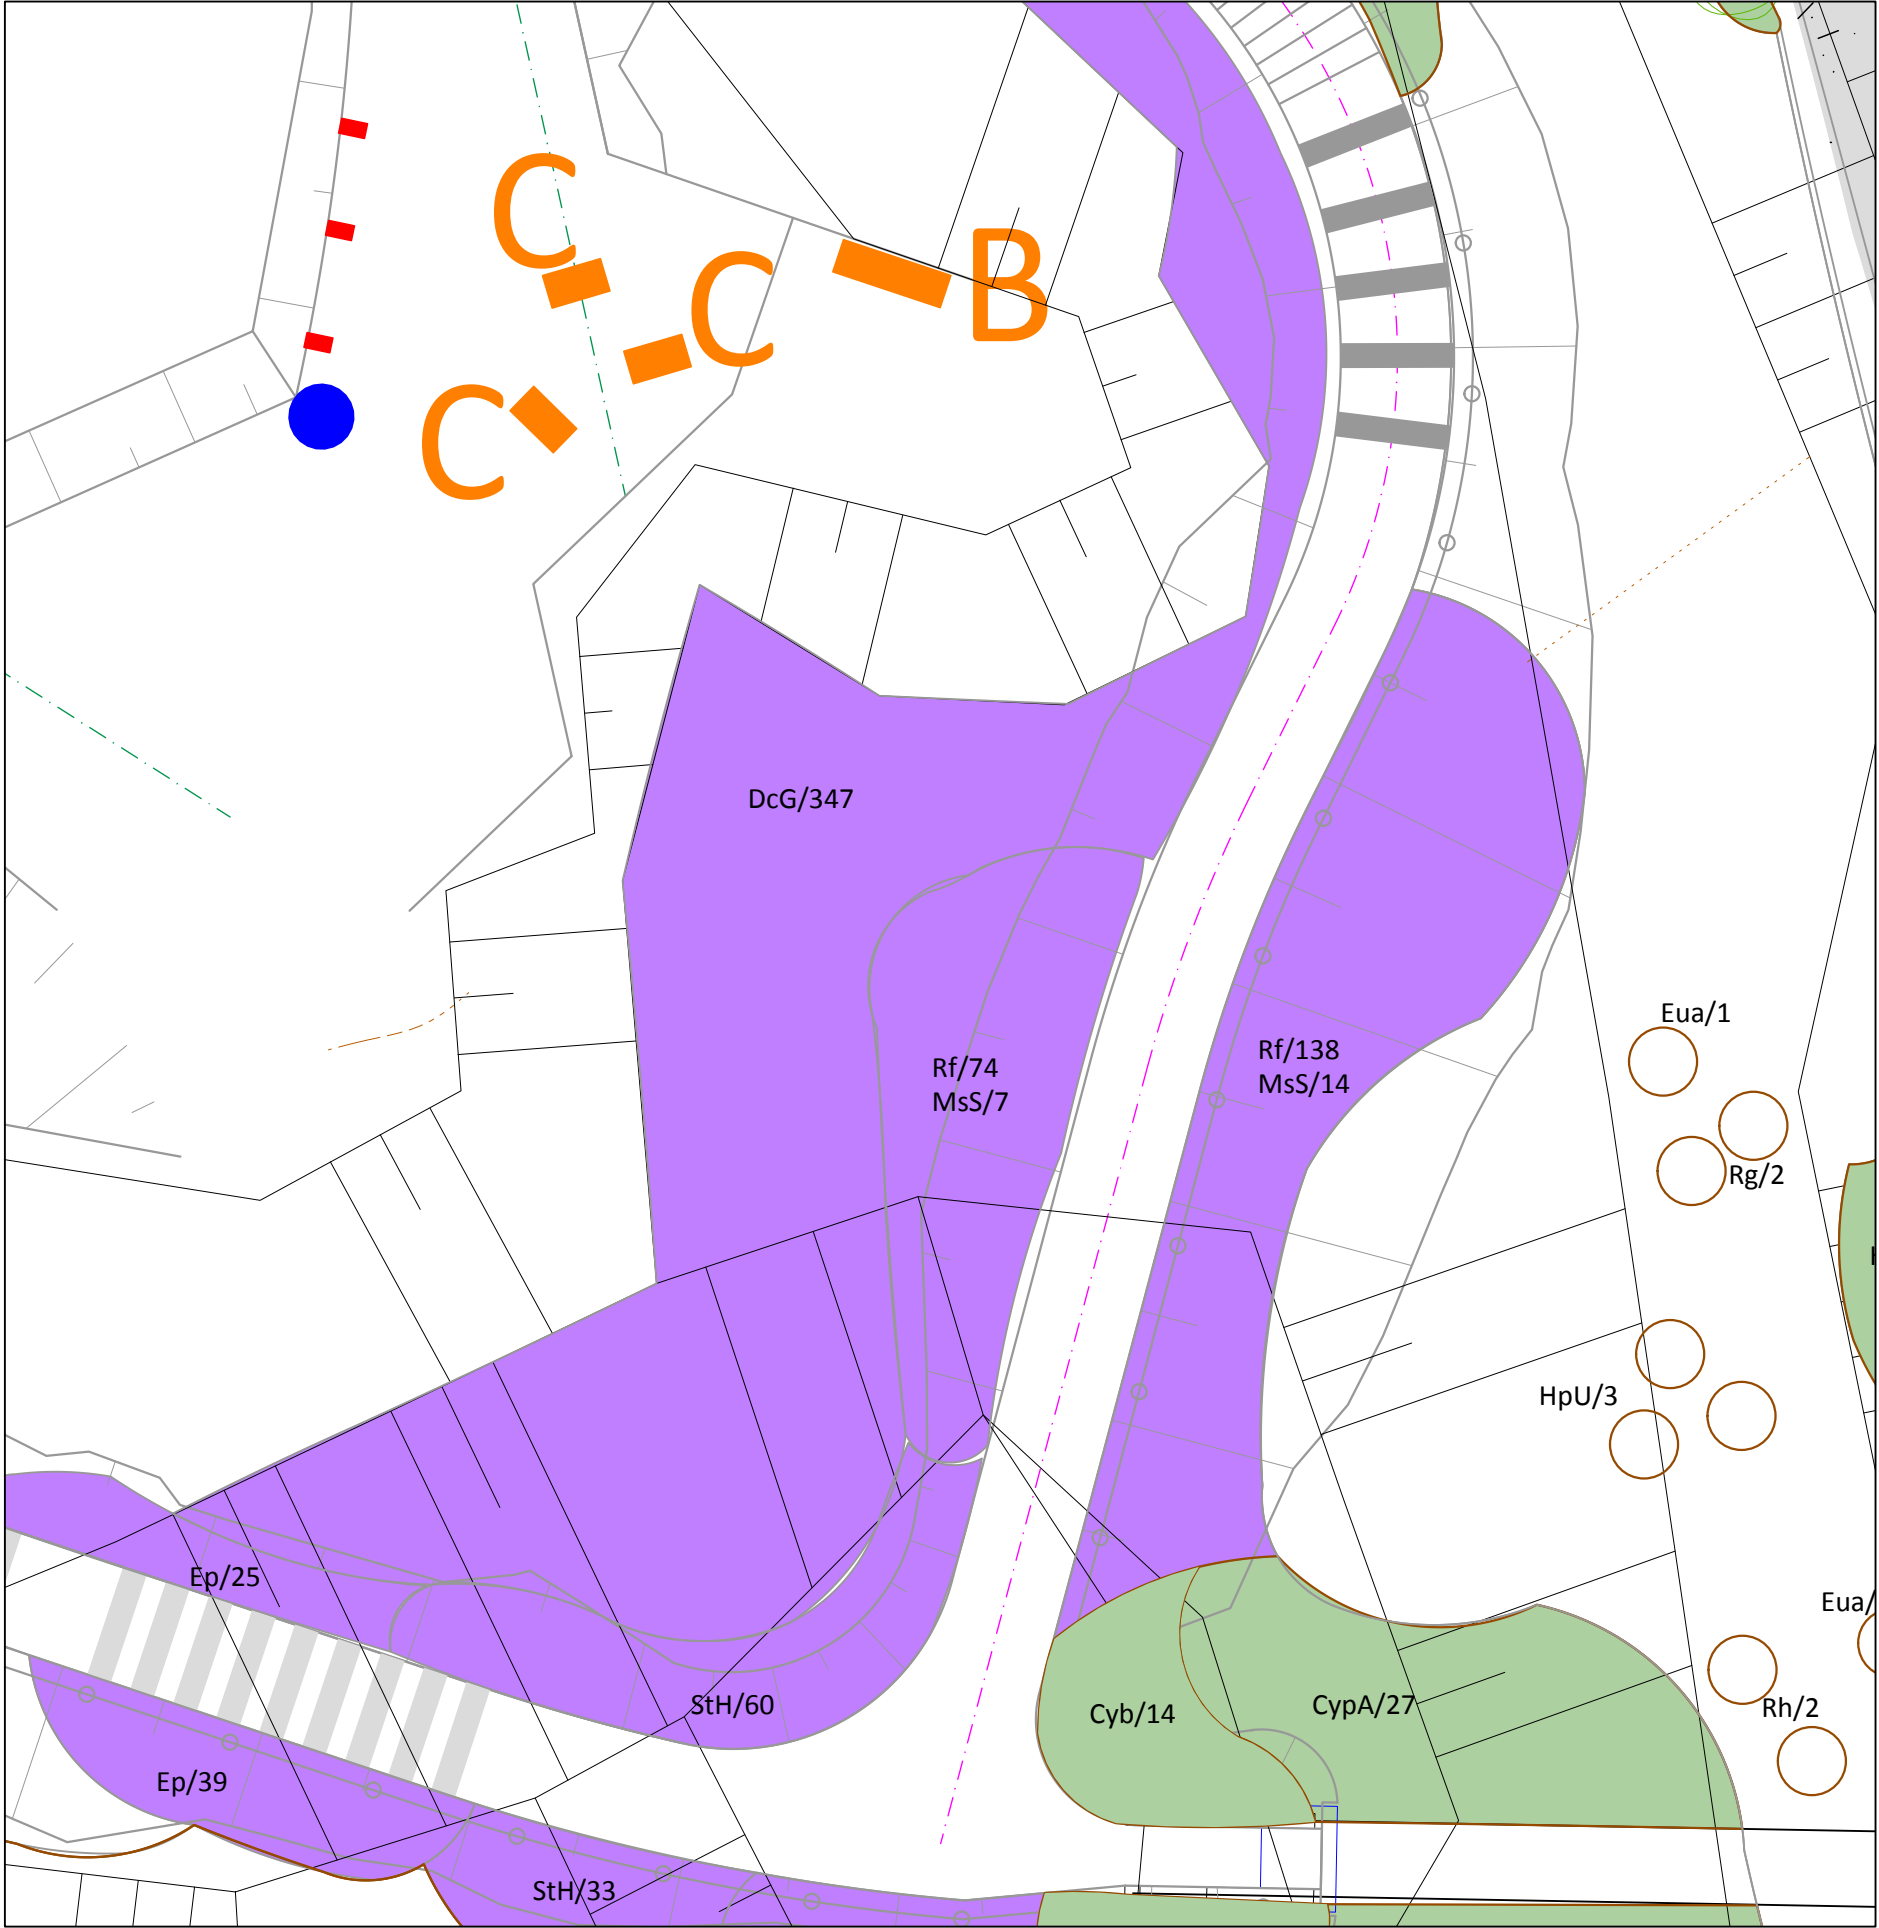 C
C
B
C
DcG/347
Eua/1
Rf/138
MsS/14
Rf/74
MsS/7
Rg/2
HpU/3
Ep/25
Eua/
StH/60
CypA/27
Cyb/14
Rh/2
Ep/39
StH/33